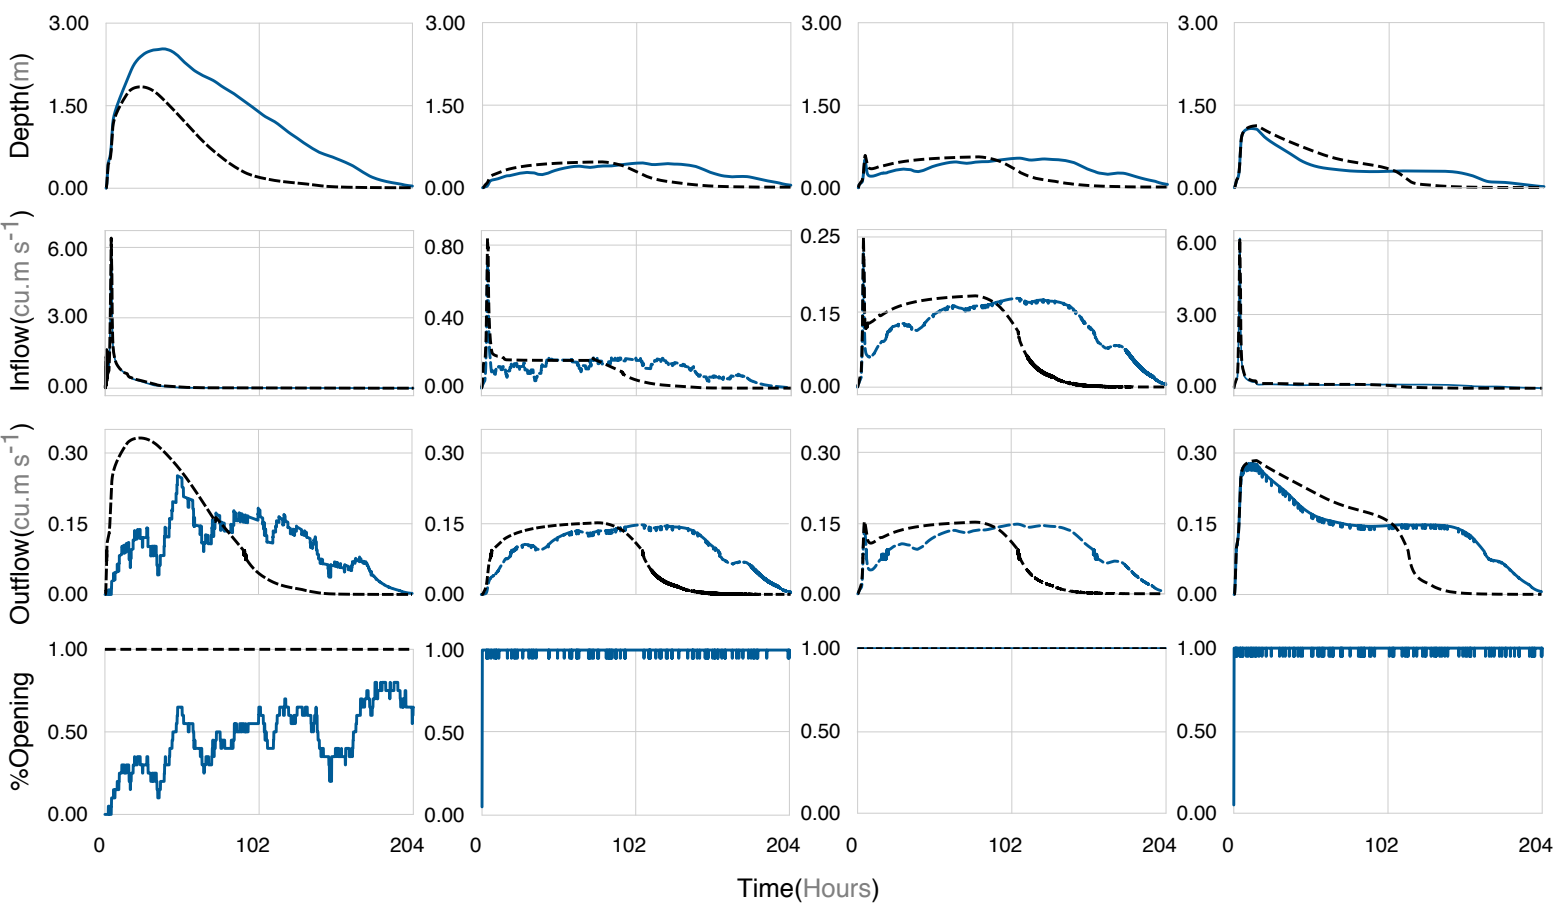 Depth(m)
3.00 3.00 3.00 3.00
1.50 1.50 1.50 1.50
0.00 0.00 0.00 0.00
Inflow(cu.m s-1)
6.00 0.80 0.25 6.00
3.00 0.40 0.15 3.00
0.00 0.00 0.00 0.00
Outflow(cu.m s-1)
0.30 0.30 0.30 0.30
0.15 0.15 0.15 0.15
0.00 0.00 0.00 0.00
%Opening
1.00 1.00 1.00 1.00
0.50 0.50 0.50 0.50
0.00 0.00 0.00 0.00
0 102 204 0 102 204 0 102 204 0 102 204
Time(Hours)